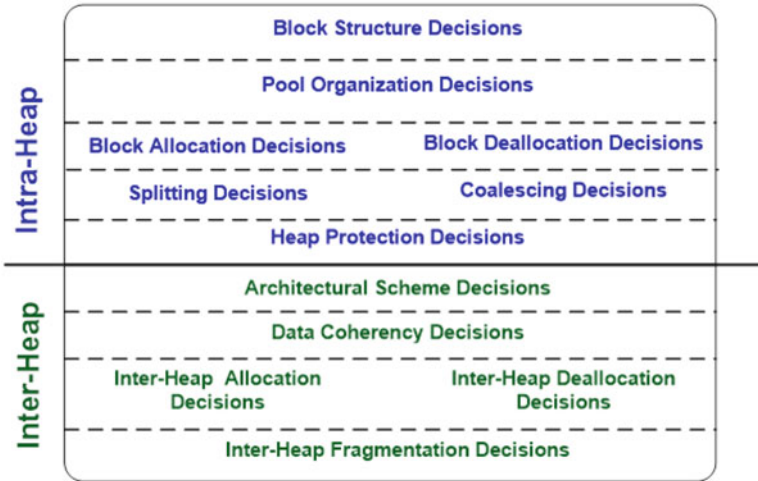 Intra-Heap
Block Structure Decisions
Pool Organization Decisions
Block Allocation Decisions
Block Deallocation Decisions
Splitting Decisions
Coalescing Decisions
Heap Protection Decisions
Inter-Heap
Architectural Scheme Decisions
Data Coherency Decisions
Inter-Heap Allocation
Decisions
Inter-Heap Deallocation
Decisions
Inter-Heap Fragmentation Decisions